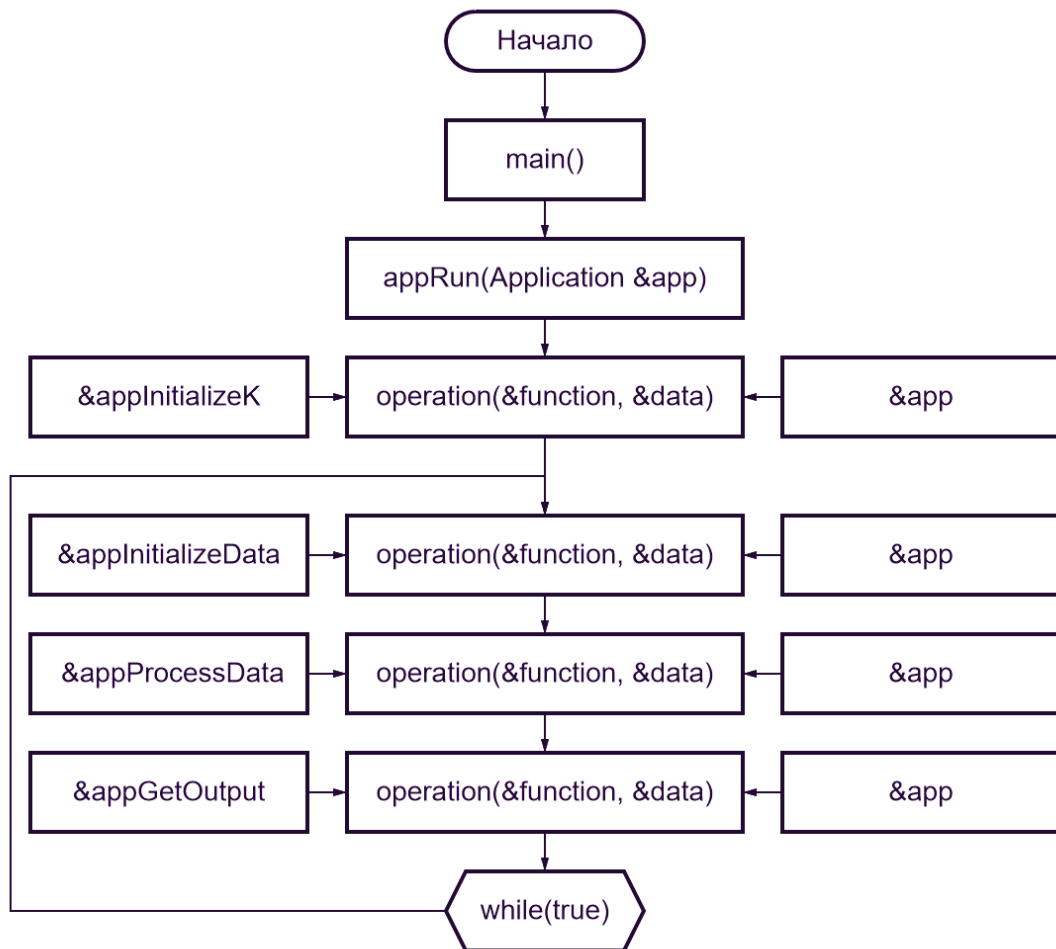 Начало
main()
appRun(Application &app)
&appInitializeK
operation(&function, &data)
&app
&appInitializeData
operation(&function, &data)
&app
&appProcessData
operation(&function, &data)
&app
&appGetOutput
operation(&function, &data)
&app
while(true)